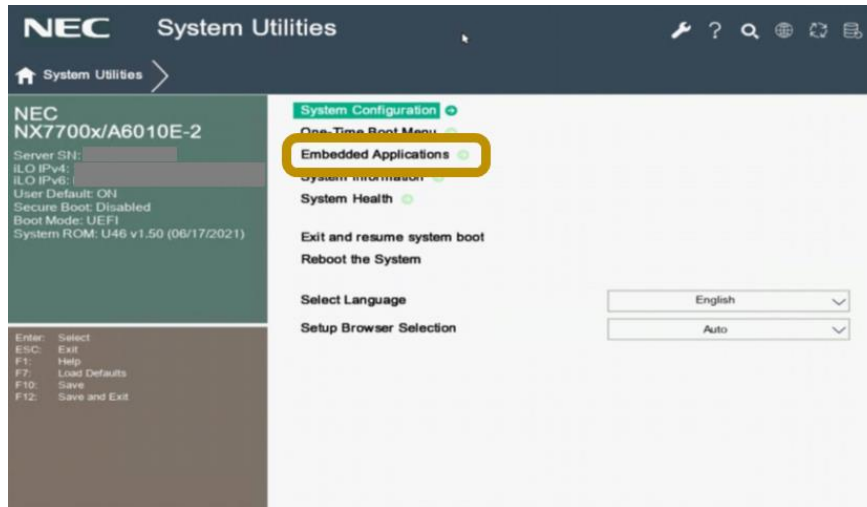 NEC System Utilities
System Utilities
NEC
NX7700x/A6010E-2
Server SN:
iLO IPv4:
iLO IPv6:
User Default: ON
Secure Boot: Disabled
Boot Mode: UEFI
System ROM: U46 v1.50 (06/17/2021)
Enter: Select
ESC: Exit
F1: Help
F7: Load Defaults
F10: Save
F12: Save and Exit
System Configuration
One-Time Boot Menu
Embedded Applications
System Information
System Health
Exit and resume system boot
Reboot the System
Select Language English
Setup Browser Selection Auto